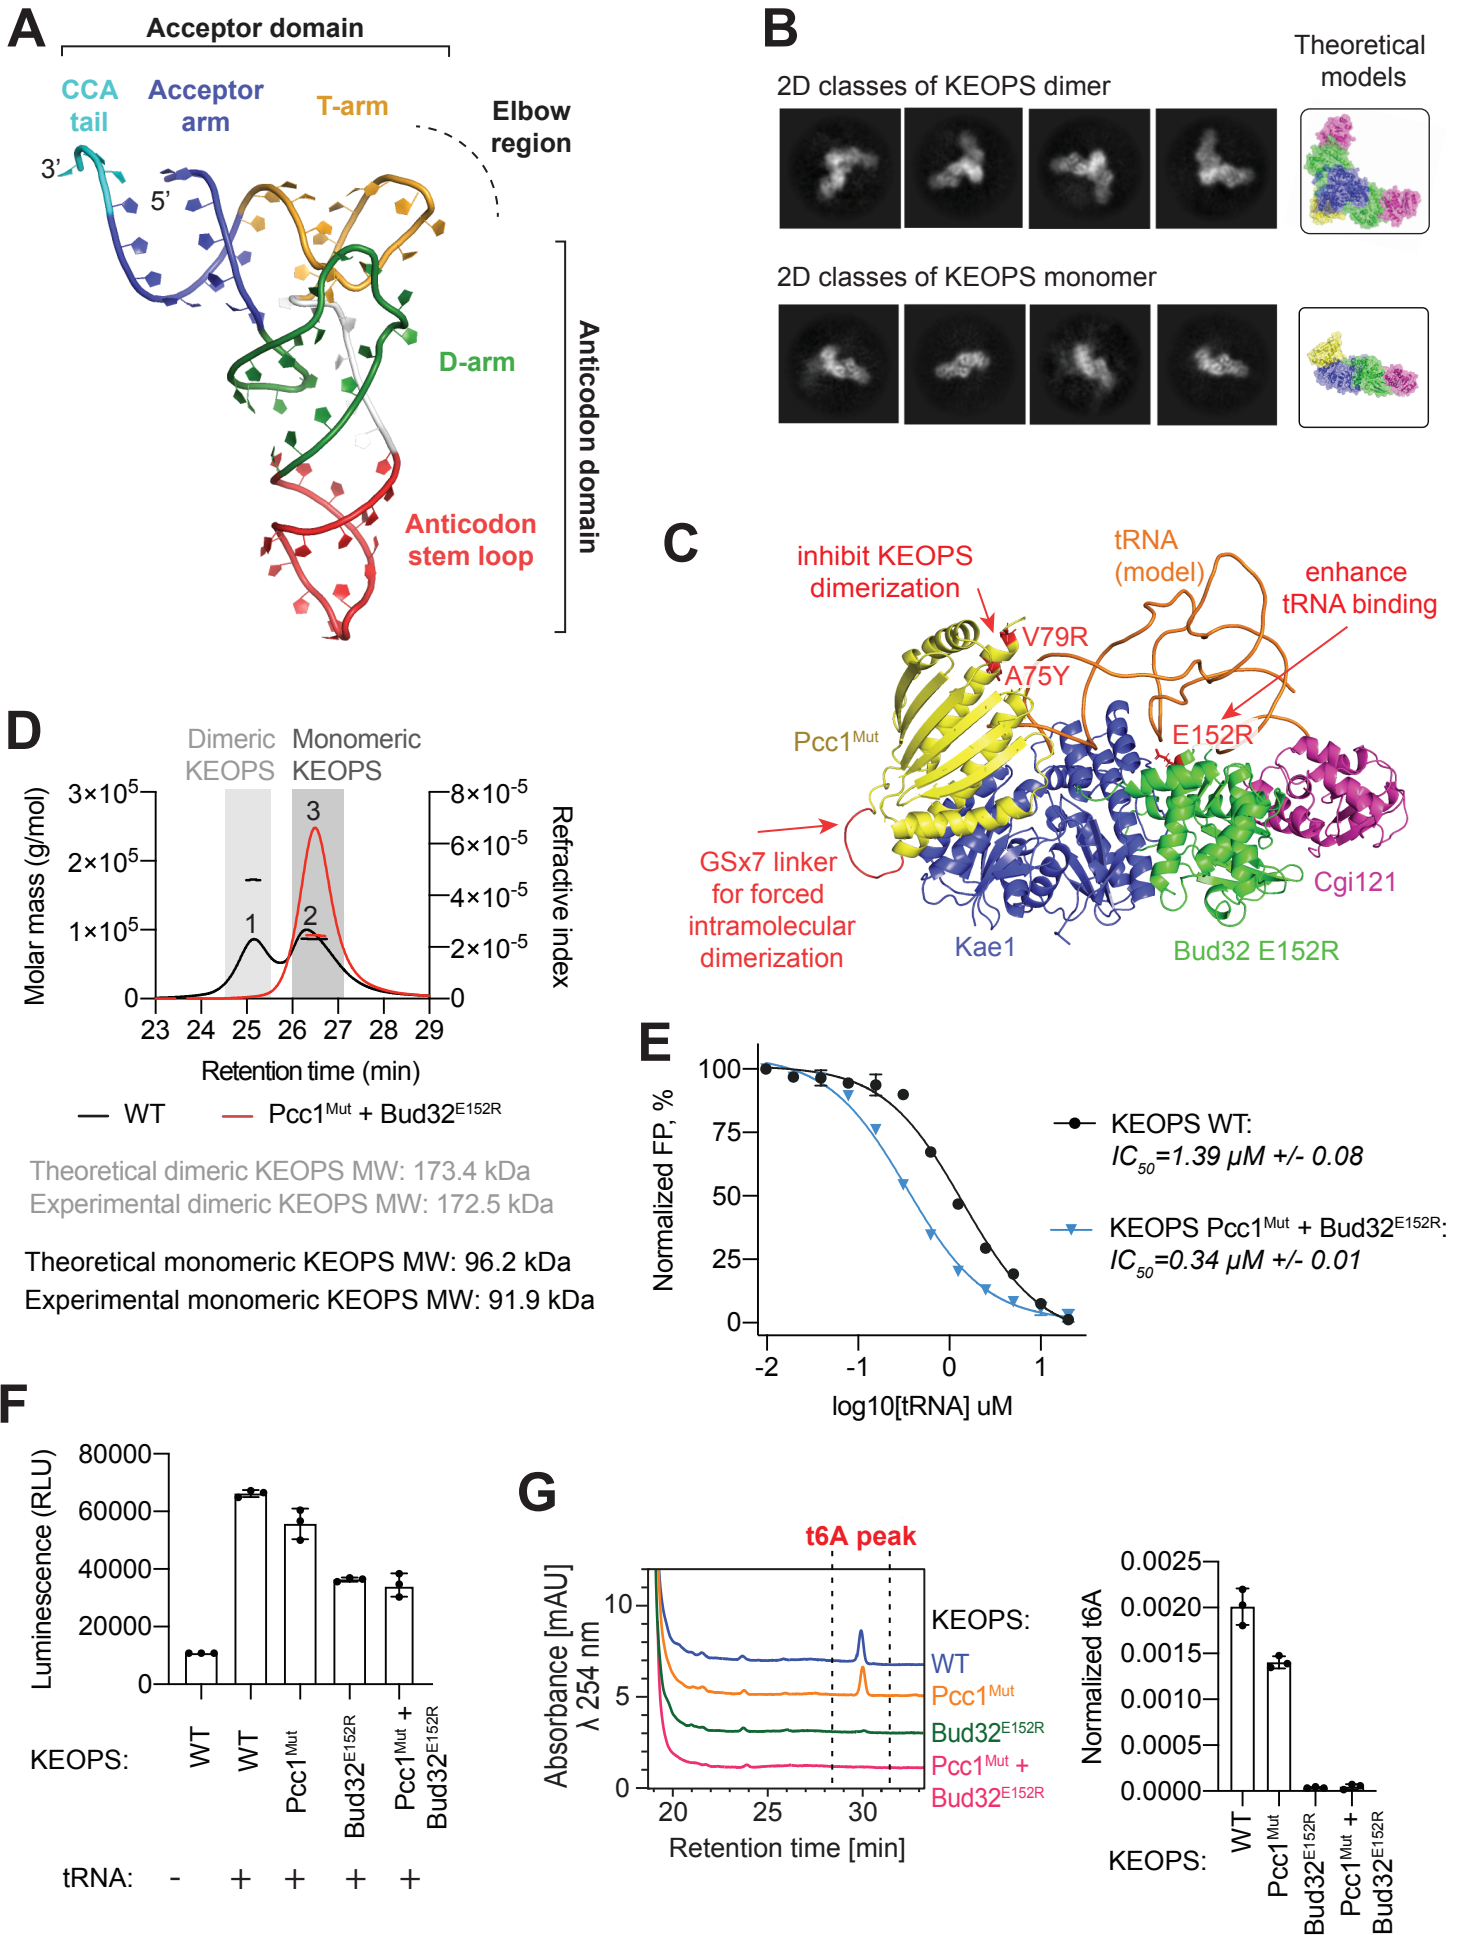 A
Acceptor domain
CCA
tail
Acceptor
arm
T-arm
Elbow
region
3’
5’
D-arm
Anticodon domain
Anticodon
stem loop
B
Theoretical
models
2D classes of KEOPS dimer
2D classes of KEOPS monomer
C
inhibit KEOPS
dimerization
tRNA
(model)
enhance
tRNA binding
V79R
A75Y
E152R
Pcc1Mut
GSx7 linker
for forced
intramolecular
dimerization
Kae1
Bud32 E152R
Cgi121
D
Dimeric
KEOPS
Monomeric
KEOPS
Molar mass (g/mol)
3×10⁵
2×10⁵
1×10⁵
0
1
2
3
8×10⁻⁵
6×10⁻⁵
4×10⁻⁵
2×10⁻⁵
0
Refractive index
23 24 25 26 27 28 29
Retention time (min)
WT
Pcc1Mut + Bud32E152R
Theoretical dimeric KEOPS MW: 173.4 kDa
Experimental dimeric KEOPS MW: 172.5 kDa
Theoretical monomeric KEOPS MW: 96.2 kDa
Experimental monomeric KEOPS MW: 91.9 kDa
E
Normalized FP, %
100
75
50
25
0
-2 -1 0 1
log10[tRNA] uM
KEOPS WT:
IC50=1.39 µM +/- 0.08
KEOPS Pcc1Mut + Bud32E152R:
IC50=0.34 µM +/- 0.01
F
Luminescence (RLU)
80000
60000
40000
20000
0
KEOPS:
WT
WT
Pcc1Mut
Bud32E152R
Pcc1Mut +
Bud32E152R
tRNA: - + + + +
G
t6A peak
Absorbance [mAU]
λ 254 nm
10
5
0
20 25 30
Retention time [min]
KEOPS:
WT
Pcc1Mut
Bud32E152R
Pcc1Mut +
Bud32E152R
Normalized t6A
0.0025
0.0020
0.0015
0.0010
0.0005
0.0000
KEOPS:
WT
Pcc1Mut
Bud32E152R
Pcc1Mut +
Bud32E152R